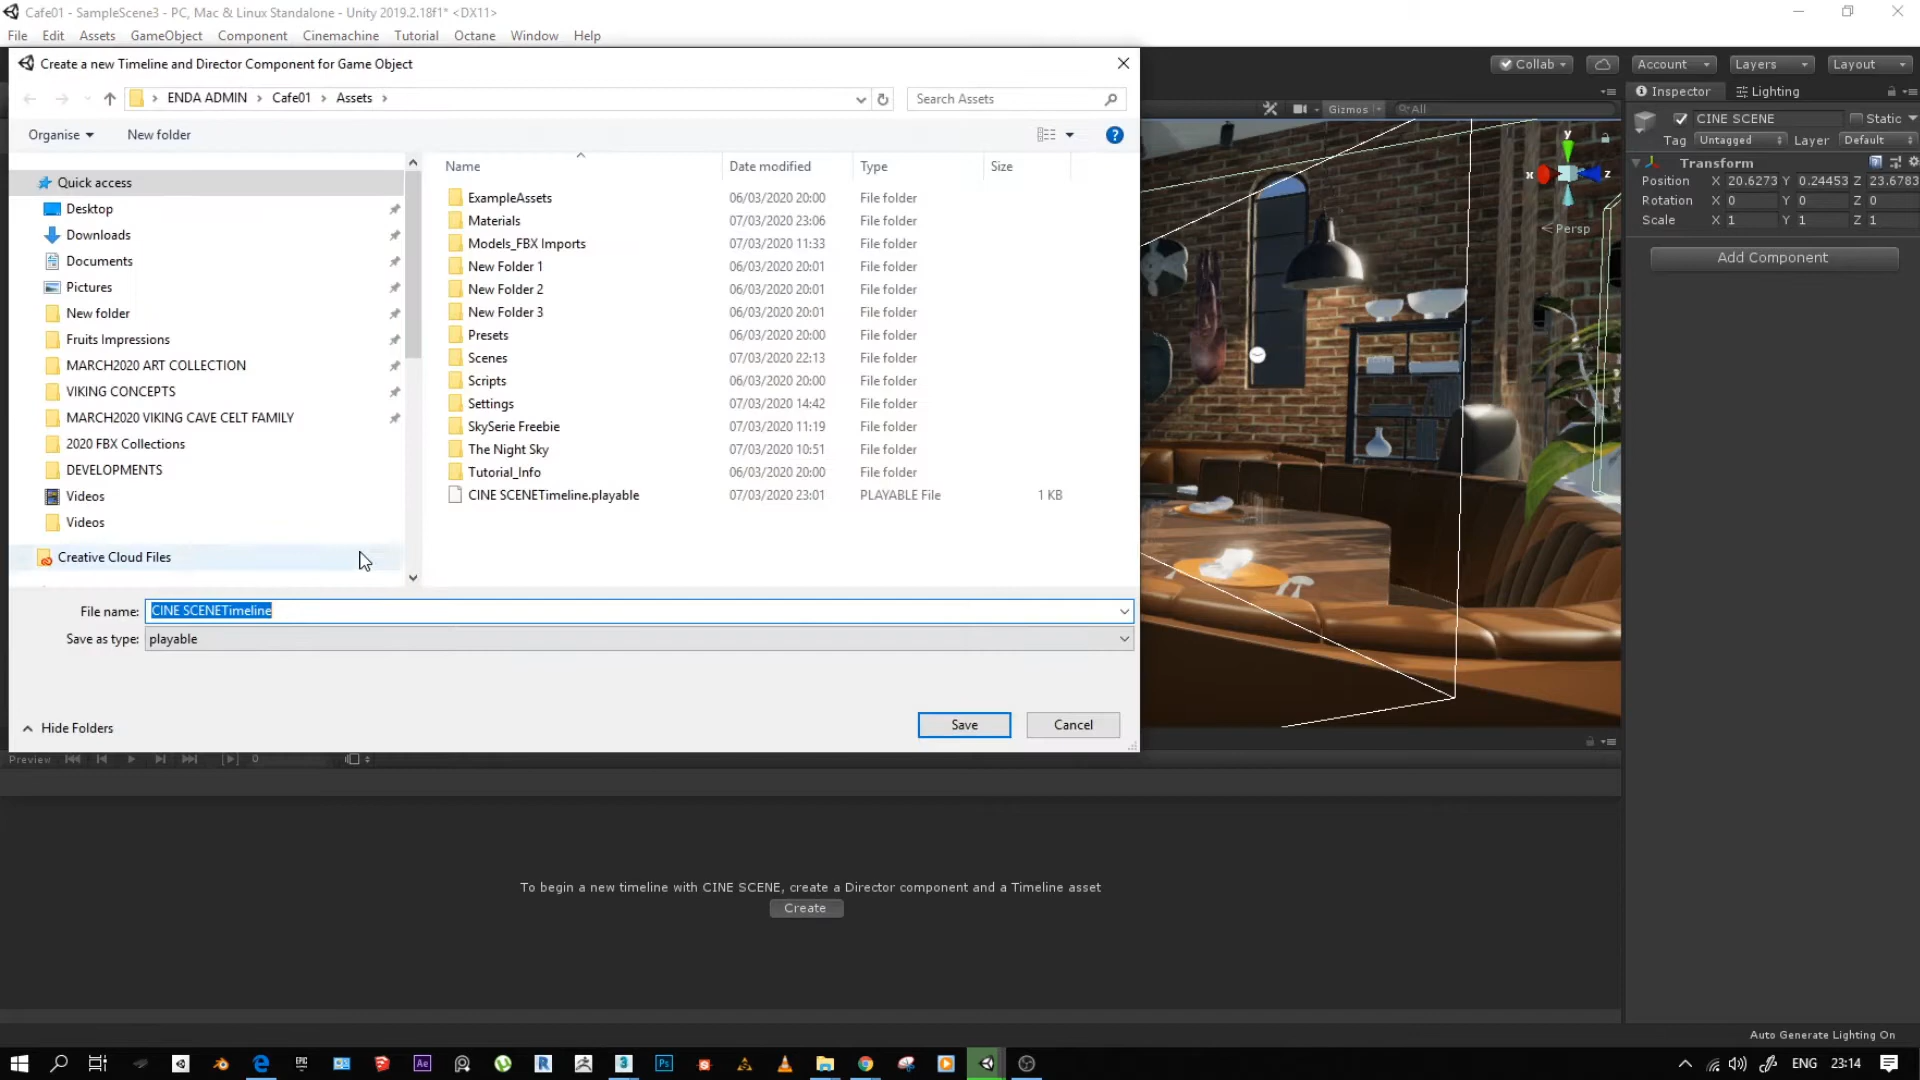 Cafe01 - SampleScene3 - PC, Mac & Linux Standalone - Unity 2019.2.18f1* <DX11>
File Edit Assets GameObject Component Cinemachine Tutorial Octane Window Help
Create a new Timeline and Director Component for Game Object
Collab Account Layers Layout
ENDA ADMIN > Cafe01 > Assets >
Search Assets
Gizmos All
Inspector Lighting
CINE SCENE Static
Tag Untagged Layer Default
Transform
Position X 20.6273 Y 0.24453 Z 23.6783
Rotation X 0 Y 0 Z 0
Scale X 1 Y 1 Z 1
Add Component
y
x z
< Persp
Organise New folder
Name Date modified Type Size
Quick access
Desktop
Downloads
Documents
Pictures
New folder
Fruits Impressions
MARCH2020 ART COLLECTION
VIKING CONCEPTS
MARCH2020 VIKING CAVE CELT FAMILY
2020 FBX Collections
DEVELOPMENTS
Videos
Videos
Creative Cloud Files
ExampleAssets 06/03/2020 20:00 File folder
Materials 07/03/2020 23:06 File folder
Models_FBX Imports 07/03/2020 11:33 File folder
New Folder 1 06/03/2020 20:01 File folder
New Folder 2 06/03/2020 20:01 File folder
New Folder 3 06/03/2020 20:01 File folder
Presets 06/03/2020 20:00 File folder
Scenes 07/03/2020 22:13 File folder
Scripts 06/03/2020 20:00 File folder
Settings 07/03/2020 14:42 File folder
SkySerie Freebie 07/03/2020 11:19 File folder
The Night Sky 07/03/2020 10:51 File folder
Tutorial_Info 06/03/2020 20:00 File folder
CINE SCENETimeline.playable 07/03/2020 23:01 PLAYABLE File 1 KB
File name: CINE SCENETimeline
Save as type: playable
Hide Folders
Save Cancel
Preview 0
To begin a new timeline with CINE SCENE, create a Director component and a Timeline asset
Create
Auto Generate Lighting On
EPIC Ae R 3 Ps
ENG 23:14